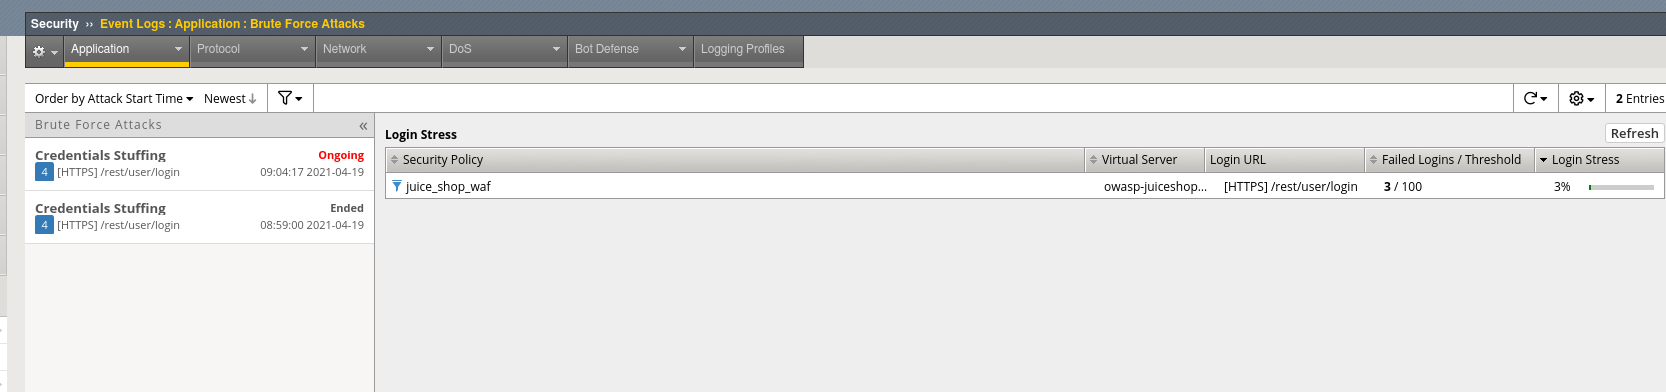 Security ›› Event Logs : Application : Brute Force Attacks
Application Protocol Network DoS Bot Defense Logging Profiles
Order by Attack Start Time Newest 2 Entries
Brute Force Attacks «
Credentials Stuffing Ongoing
4 [HTTPS] /rest/user/login 09:04:17 2021-04-19
Credentials Stuffing Ended
4 [HTTPS] /rest/user/login 08:59:00 2021-04-19
Login Stress Refresh
Security Policy Virtual Server Login URL Failed Logins / Threshold Login Stress
juice_shop_waf owasp-juiceshop... [HTTPS] /rest/user/login 3 / 100 3%